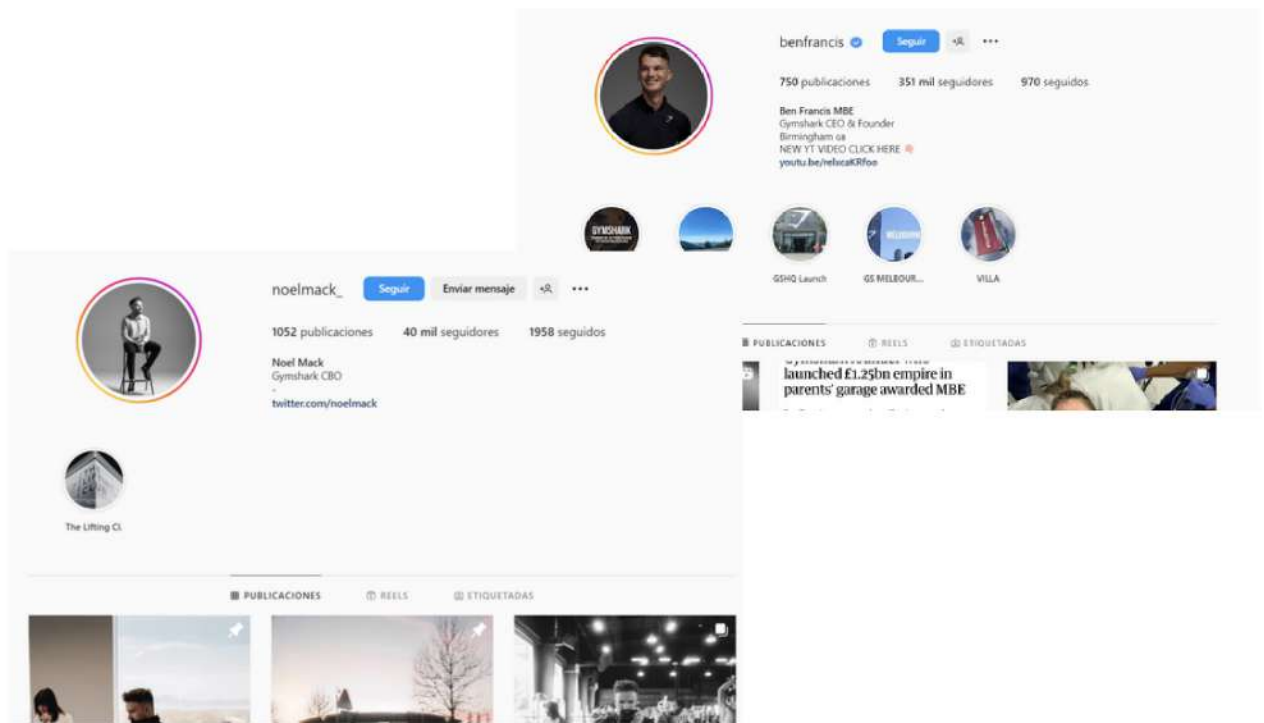 benfrancis Seguir
750 publicaciones 351 mil seguidores 970 seguidos
Ben Francis MBE
Gymshark CEO & Founder
Birmingham
NEW YT VIDEO CLICK HERE
GYMSHARK
MELBOURNE
GSHQ Launch GS MELBOUR... VILLA
PUBLICACIONES REELS ETIQUETADAS
launched £1.25bn empire in
parents' garage awarded MBE
noelmack_ Seguir Enviar mensaje
1052 publicaciones 40 mil seguidores 1958 seguidos
Noel Mack
Gymshark CBO
-
twitter.com/noelmack
The Lifting Cl.
PUBLICACIONES REELS ETIQUETADAS